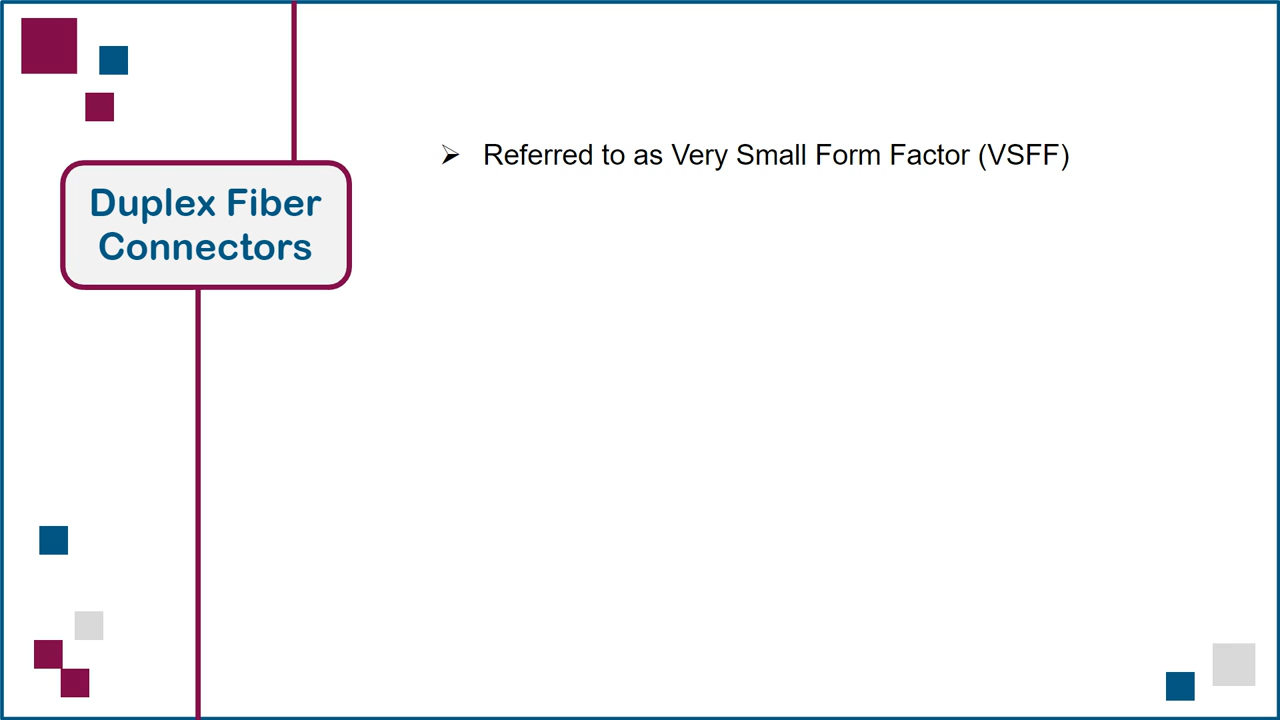 Duplex Fiber
Connectors
➢ Referred to as Very Small Form Factor (VSFF)